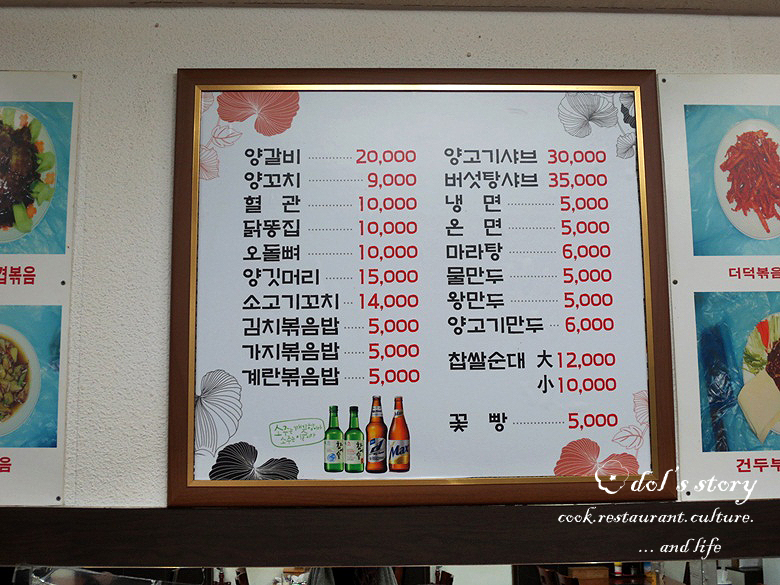 양갈비 ············ 20,000
양꼬치 ············ 9,000
혈 관 ············ 10,000
닭똥집 ············ 10,000
오돌뼈 ············ 10,000
양깃머리 ······ 15,000
소고기꼬치 ···· 14,000
김치볶음밥 ····· 5,000
가지볶음밥 ····· 5,000
계란볶음밥 ····· 5,000
양고기샤브 30,000
버섯탕샤브 35,000
냉 면 ············ 5,000
온 면 ············ 5,000
마라탕 ·········· 6,000
물만두 ·········· 5,000
왕만두 ·········· 5,000
양고기만두 ·· 6,000
찹쌀순대 大 12,000
小 10,000
꽃 빵 ············ 5,000
Max
볶음
더덕볶음
음
건두부
dol's story
cook.restaurant.culture.
... and life